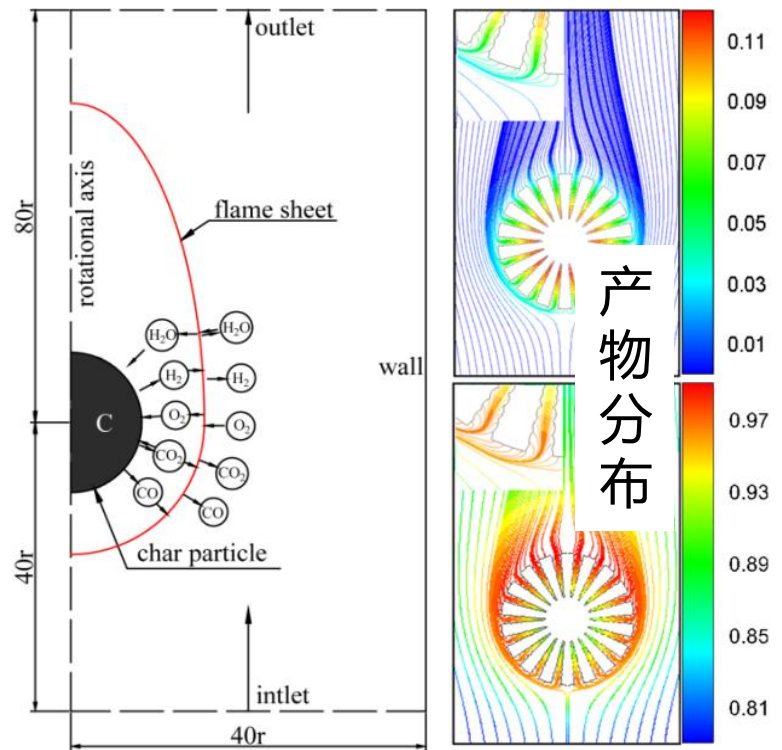 outlet
rotational axis
80r
flame sheet
H₂O
H₂O
H₂
H₂
wall
C
O₂
O₂
CO₂
CO₂
CO
CO
char particle
40r
intlet
40r
0.11
0.09
0.07
0.05
0.03
0.01
产物分布
0.97
0.93
0.89
0.85
0.81